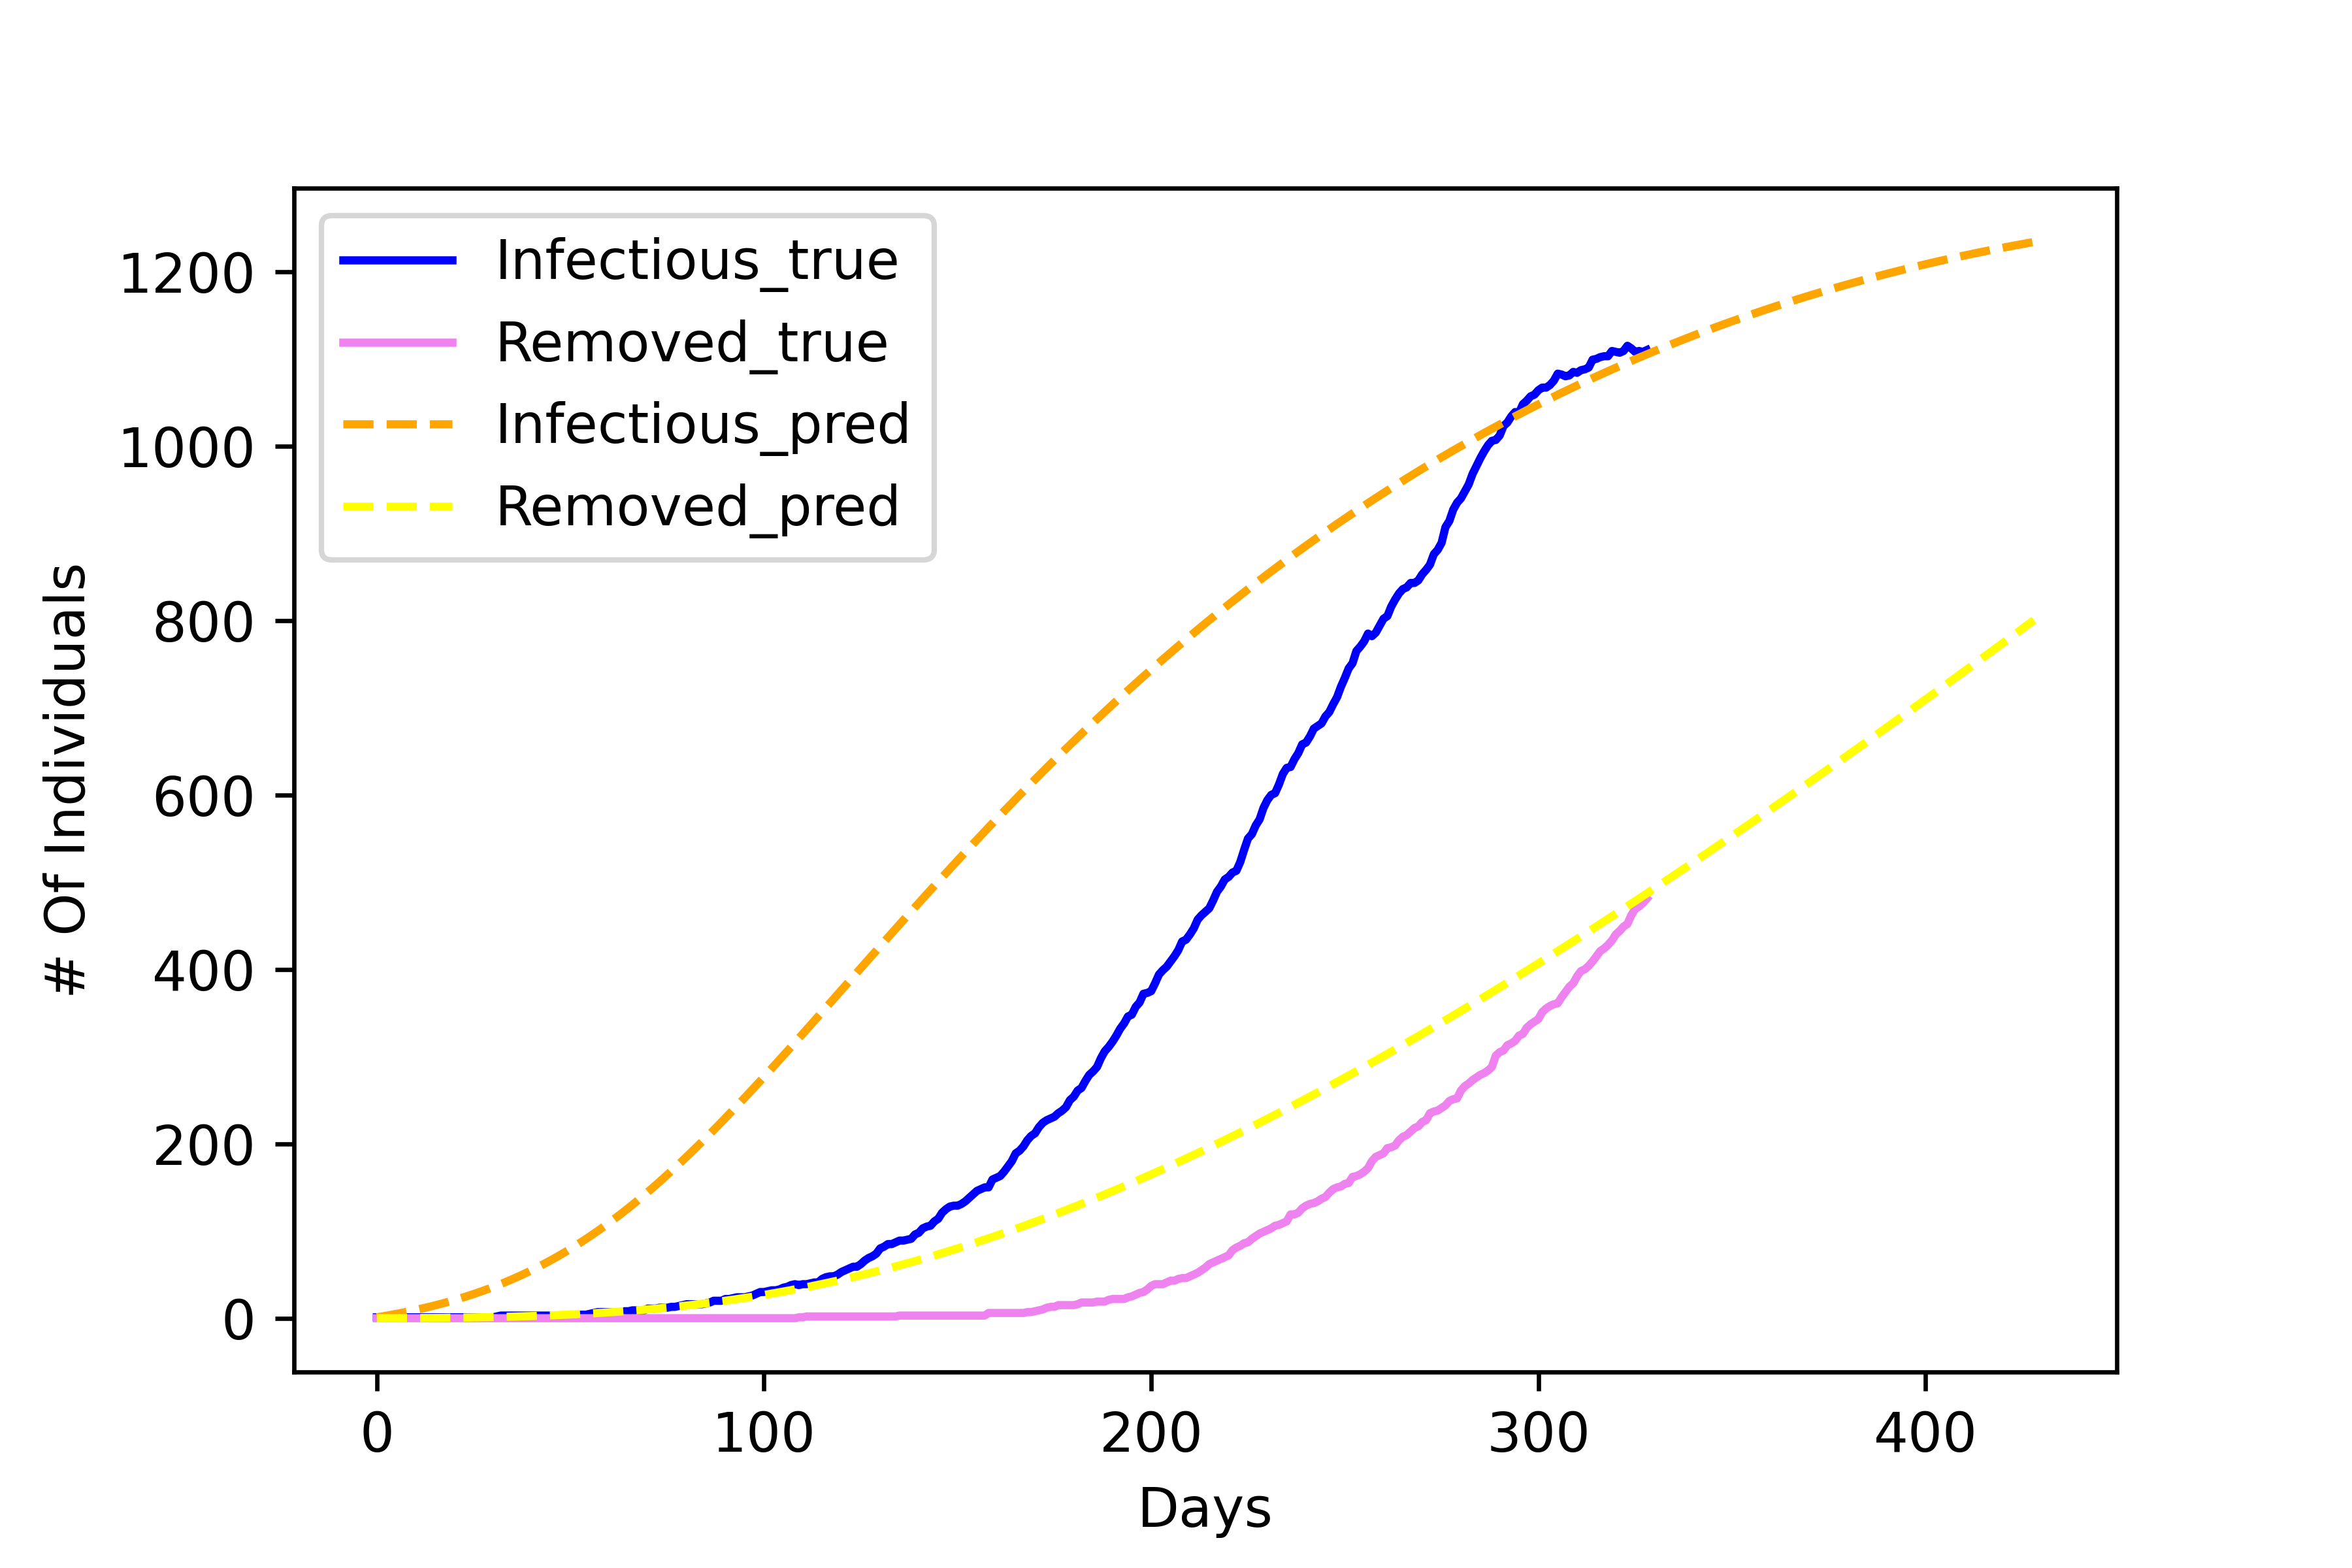 Infectious_true
Removed_true
Infectious_pred
Removed_pred
# Of Individuals
1200
1000
800
600
400
200
0
0 100 200 300 400
Days